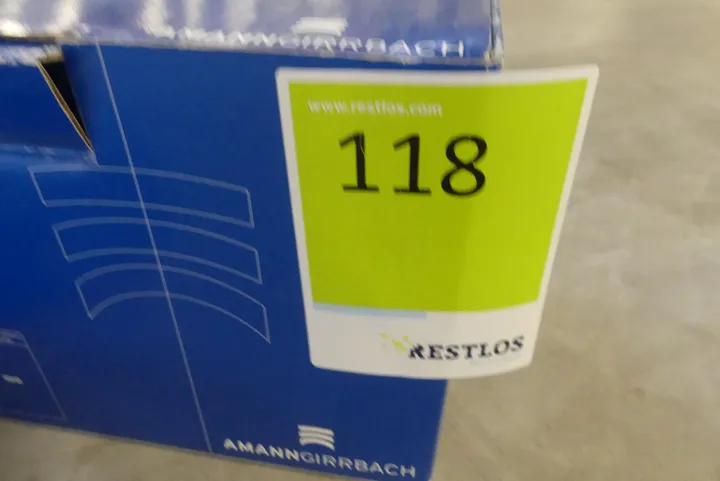 AMANNGIRRBACH
www.restlos.com
118
RESTLOS
AMANNGIRRBACH